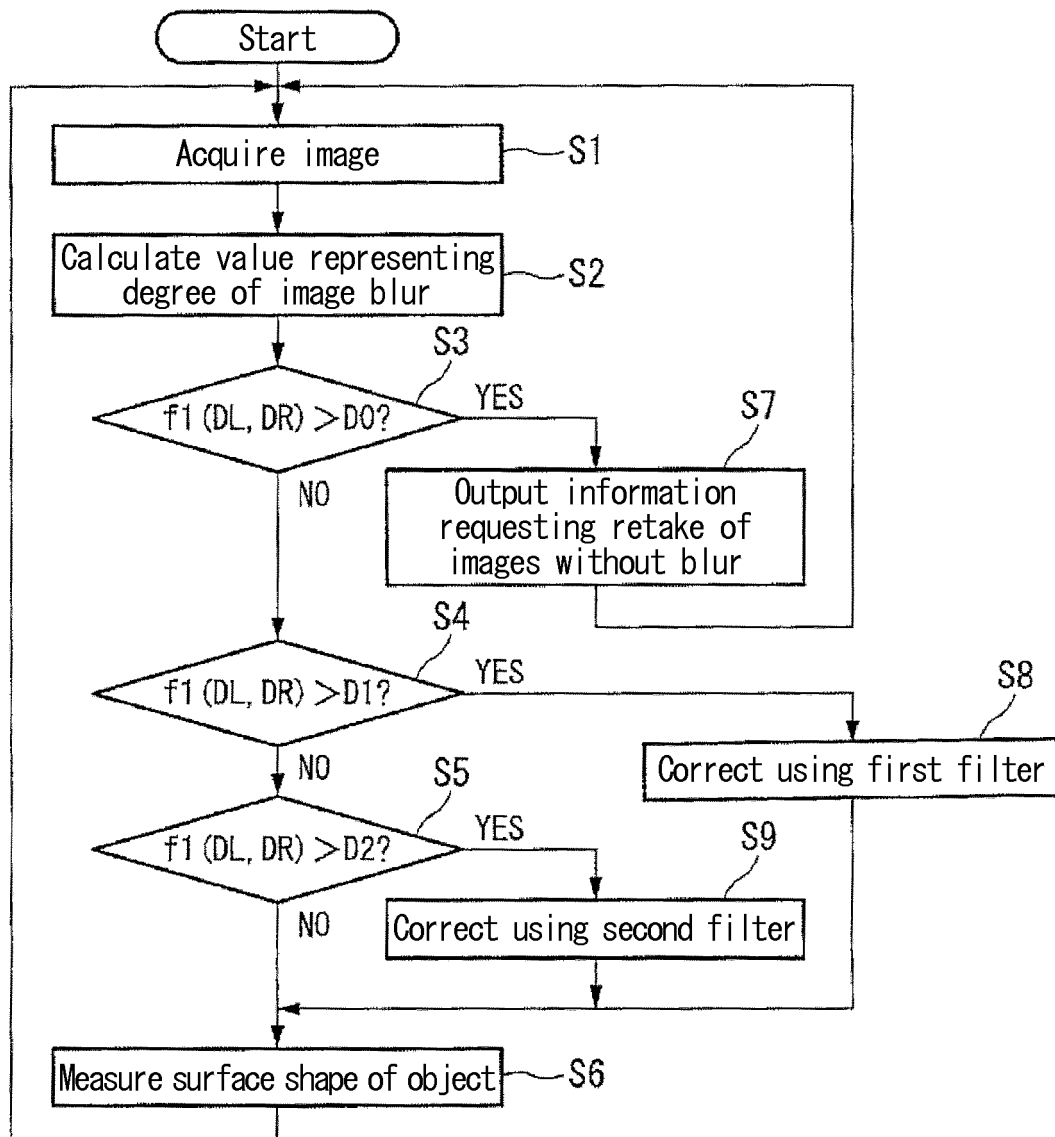 Start
Acquire image
S1
Calculate value representing
degree of image blur
S2
S3
f1(DL, DR) >D0?
YES
NO
S7
Output information
requesting retake of
images without blur
S4
f1(DL, DR) >D1?
YES
NO
S8
Correct using first filter
S5
f1(DL, DR) >D2?
YES
NO
S9
Correct using second filter
Measure surface shape of object
S6